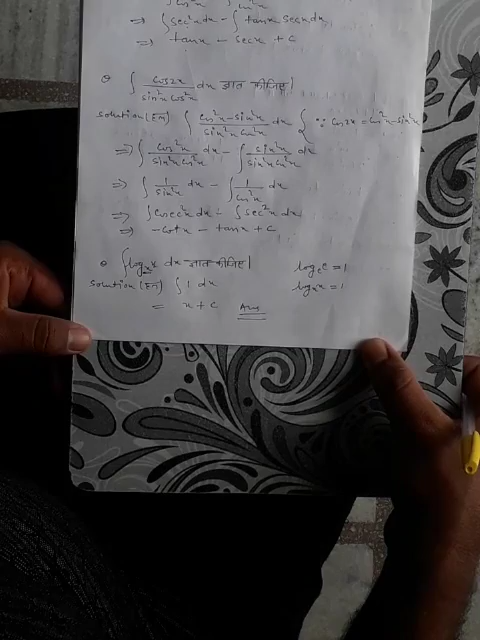 ⇒ ∫sec²x dx - ∫ tanx secx dx
⇒ tanx - secx + c
∫ cos2x / sin²x cos²x dx ज्ञात कीजिए।
solution (हल) ∫ cos²x - sin²x / sin²x cos²x dx { ∵ cos2x = cos²x - sin²x
⇒ ∫ cos²x / sin²x cos²x dx - ∫ sin²x / sin²x cos²x dx
⇒ ∫ 1 / sin²x dx - ∫ 1 / cos²x dx
⇒ ∫ cosec²x dx - ∫ sec²x dx
⇒ -cotx - tanx + c
∫ logₓx dx ज्ञात कीजिए। logₑe = 1
solution (हल) ∫ 1 dx logₓx = 1
= x + c Ans